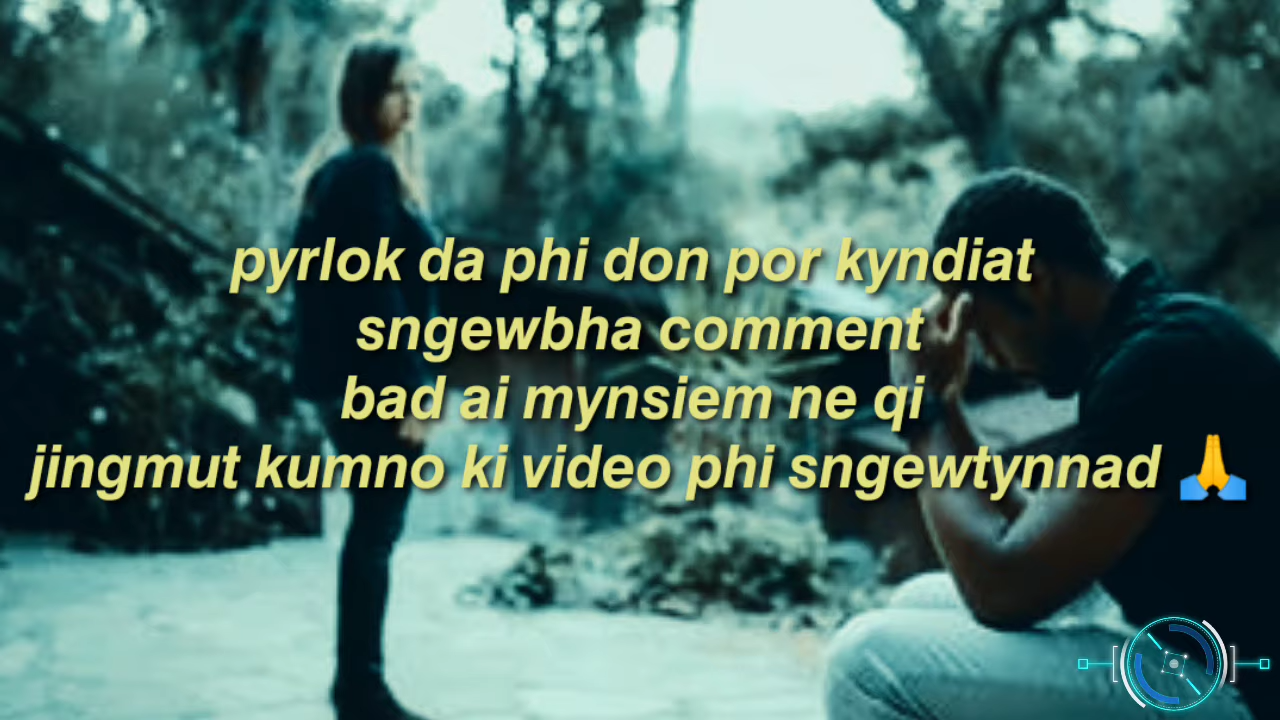 pyrlok da phi don por kyndiat
sngewbha comment
bad ai mynsiem ne qi
jingmut kumno ki video phi sngewtynnad 🙏